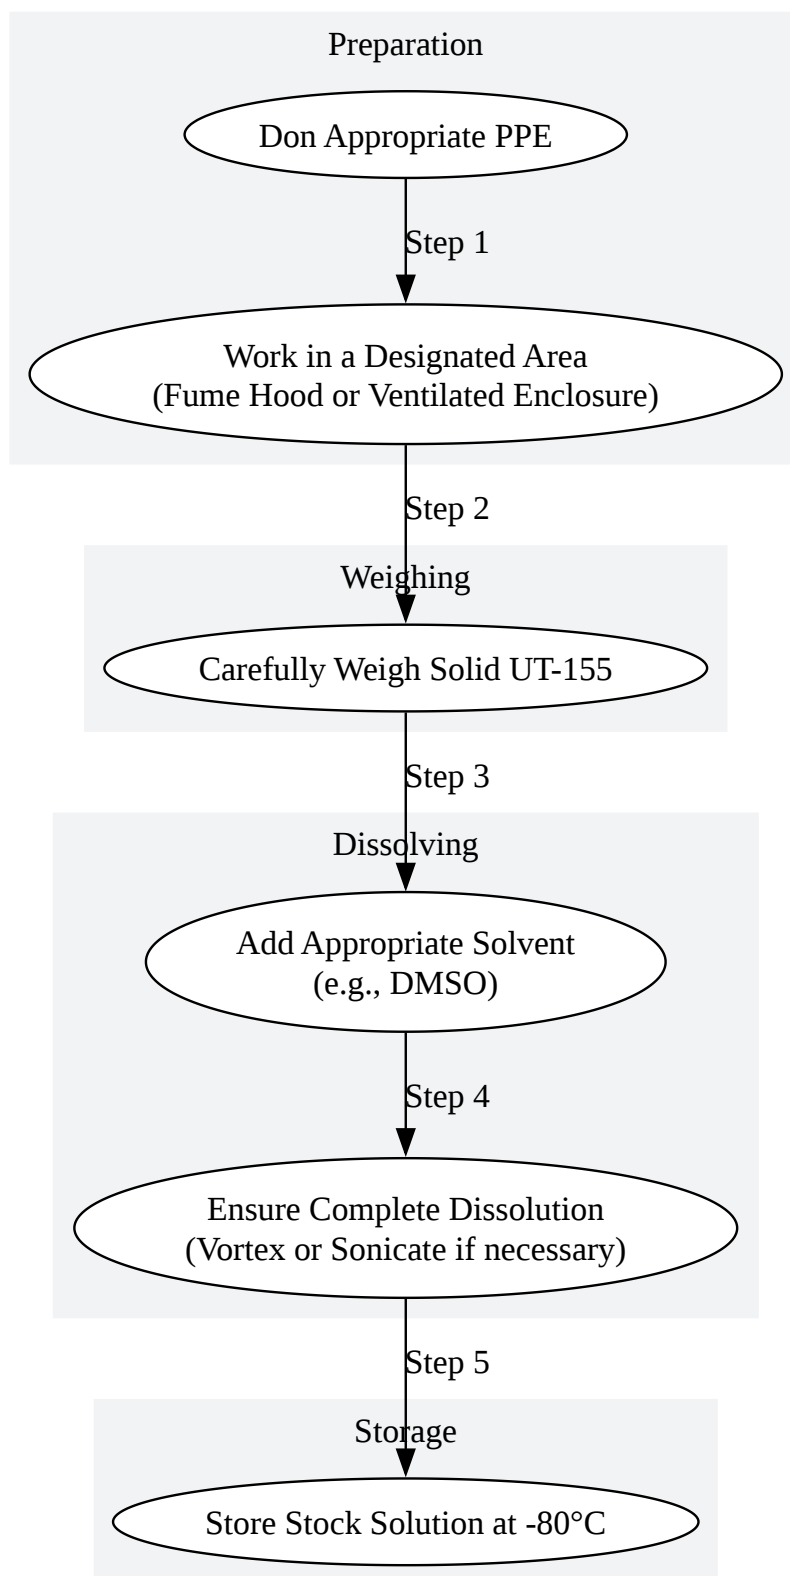 Preparation
Don Appropriate PPE
Step 1
Work in a Designated Area
(Fume Hood or Ventilated Enclosure)
Step 2
Weighing
Carefully Weigh Solid UT-155
Step 3
Dissolving
Add Appropriate Solvent
(e.g., DMSO)
Step 4
Ensure Complete Dissolution
(Vortex or Sonicate if necessary)
Step 5
Storage
Store Stock Solution at -80°C